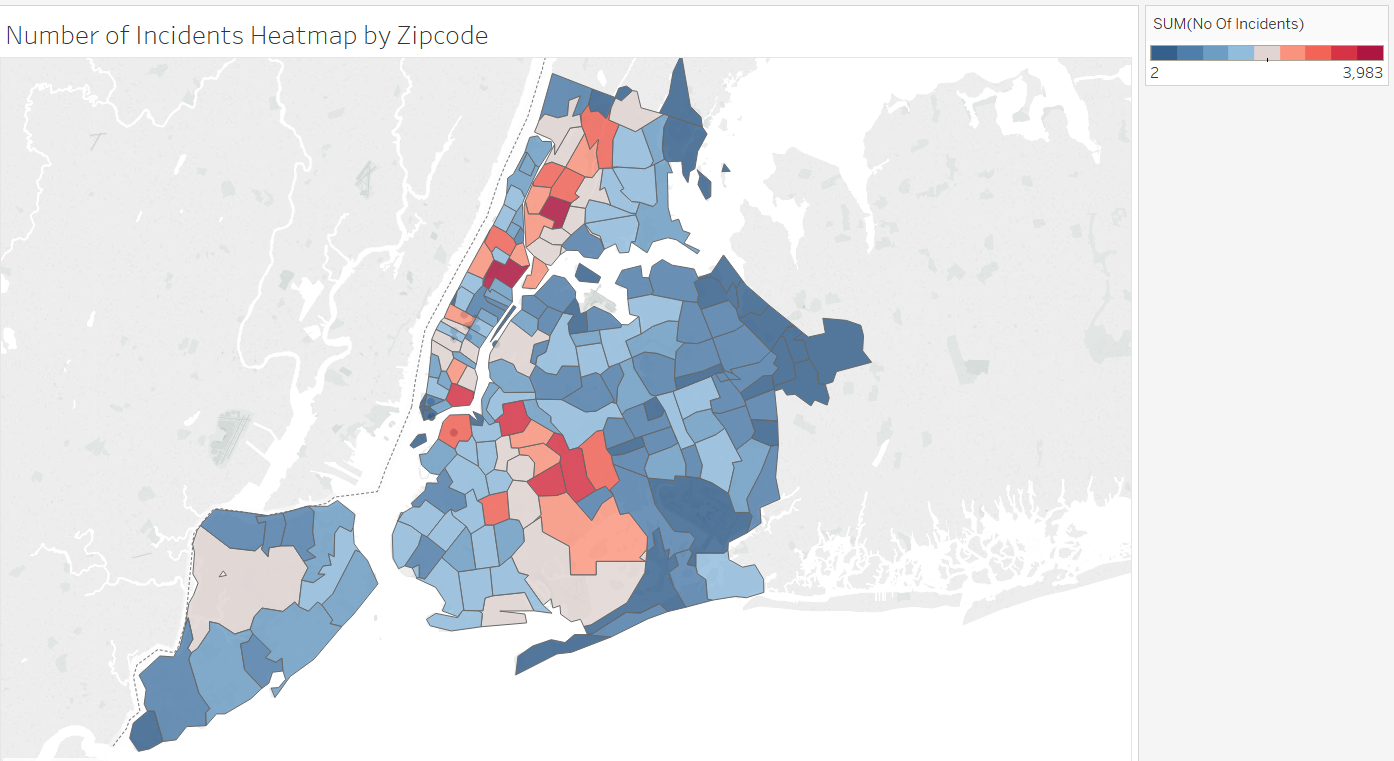 Number of Incidents Heatmap by Zipcode
SUM(No Of Incidents)
2 3,983